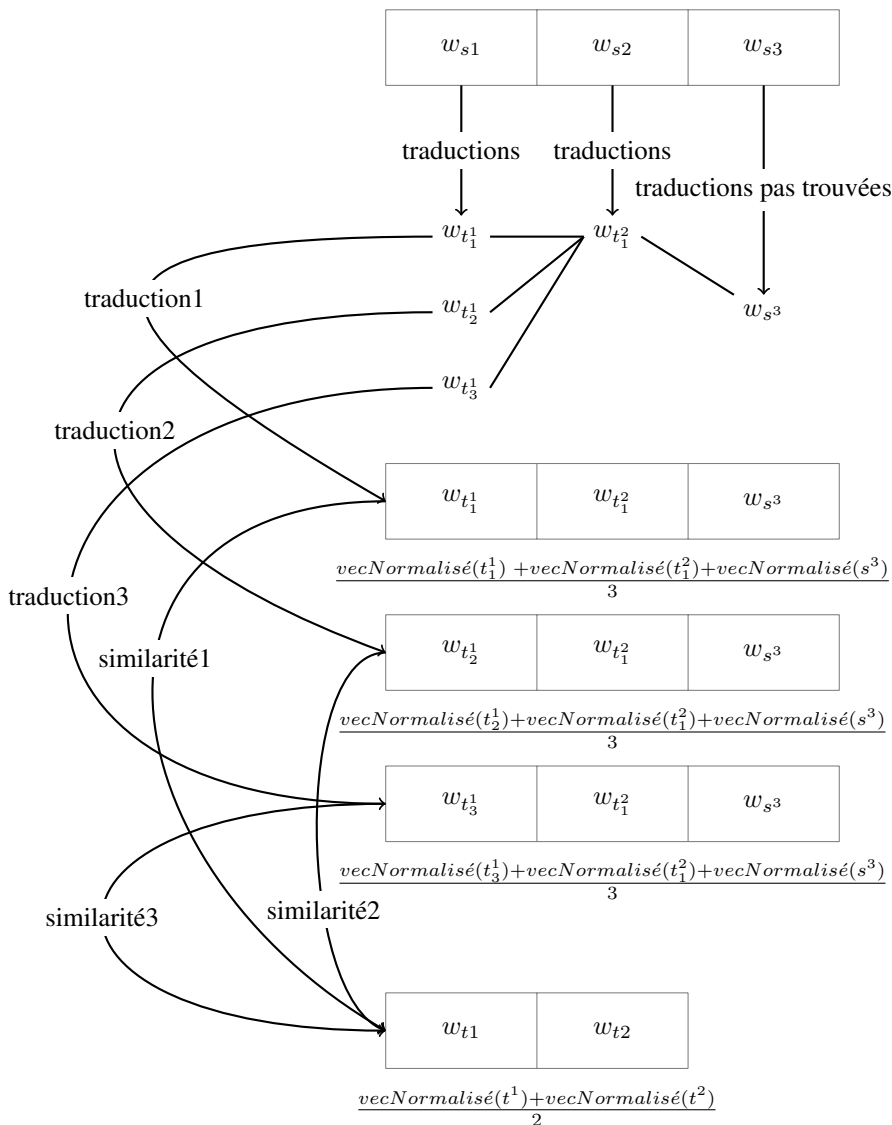 w_{s1} w_{s2} w_{s3}
traductions traductions
traductions pas trouvées
w_{t_1^1} w_{t_1^2}
traduction1
w_{t_2^1} w_{s^3}
w_{t_3^1}
traduction2
w_{t_1^1} w_{t_1^2} w_{s^3}
\frac{vecNormalisé(t_1^1) +vecNormalisé(t_1^2)+vecNormalisé(s^3)}{3}
traduction3
similarité1
w_{t_2^1} w_{t_1^2} w_{s^3}
\frac{vecNormalisé(t_2^1)+vecNormalisé(t_1^2)+vecNormalisé(s^3)}{3}
w_{t_3^1} w_{t_1^2} w_{s^3}
\frac{vecNormalisé(t_3^1)+vecNormalisé(t_1^2)+vecNormalisé(s^3)}{3}
similarité3 similarité2
w_{t1} w_{t2}
\frac{vecNormalisé(t^1)+vecNormalisé(t^2)}{2}